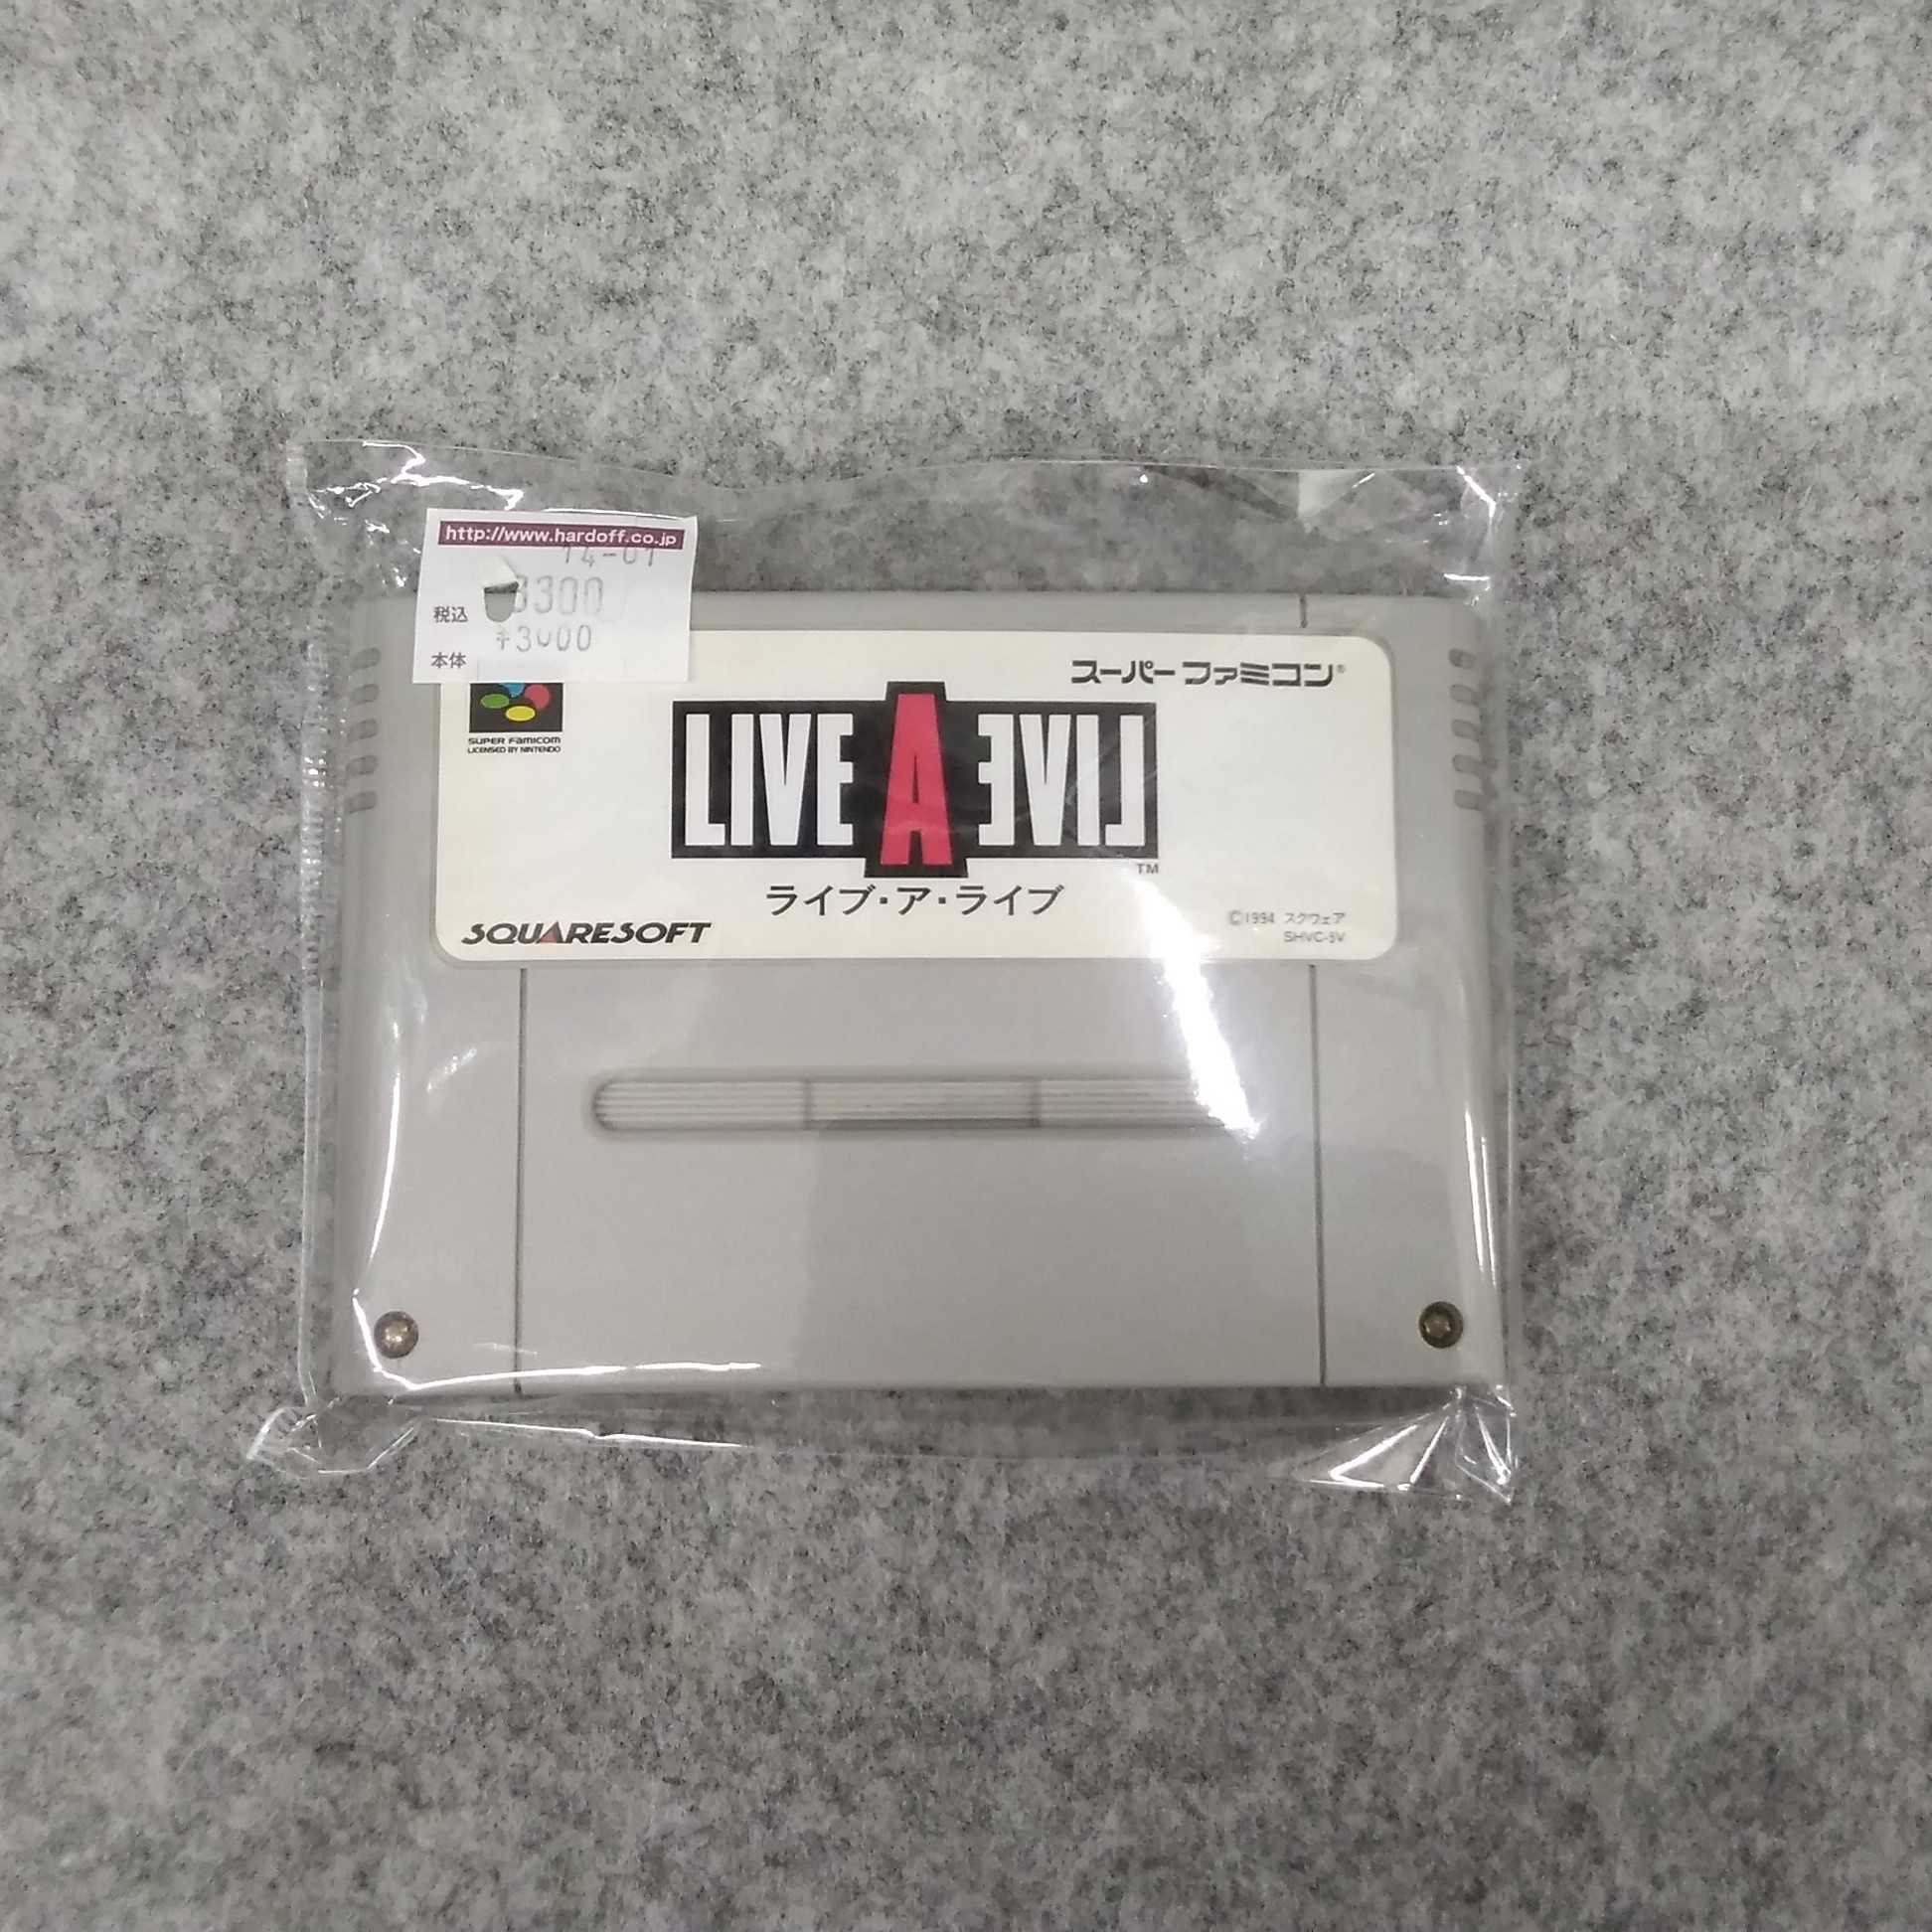 http://www.hardoff.co.jp
14-01
税込 3300
本体 ¥3000
スーパーファミコン®
SUPER FAMICOM
LICENSED BY NINTENDO
LIVE A EVIL
TM
ライブ・ア・ライブ
SQUARESOFT
©1994 スクウェア
SHVC-5V